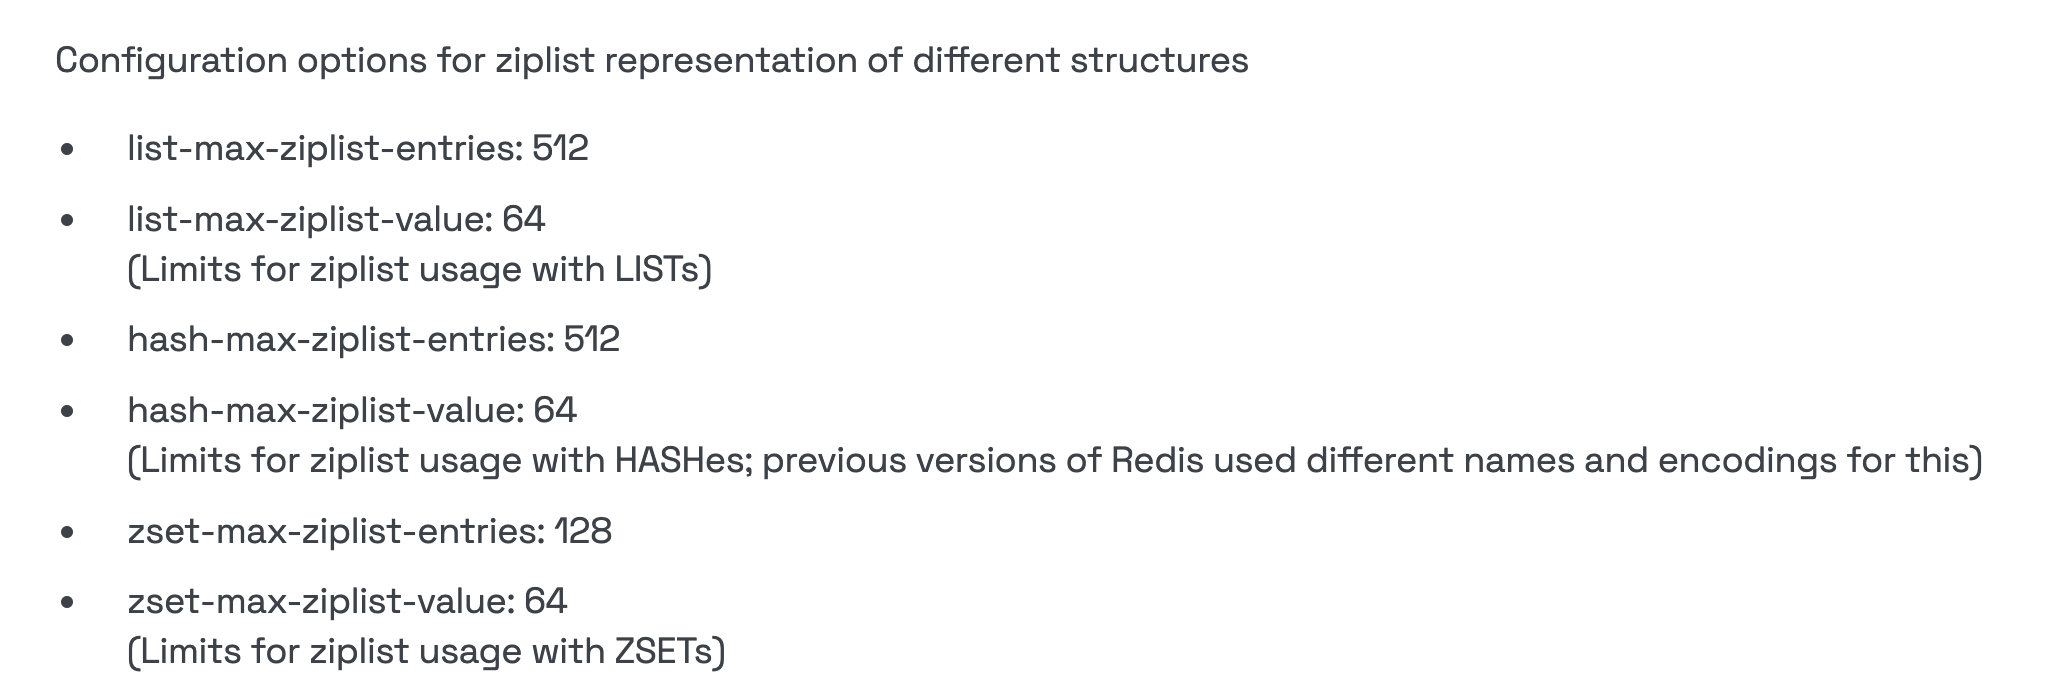 Configuration options for ziplist representation of different structures
• list-max-ziplist-entries: 512
• list-max-ziplist-value: 64
(Limits for ziplist usage with LISTs)
• hash-max-ziplist-entries: 512
• hash-max-ziplist-value: 64
(Limits for ziplist usage with HASHes; previous versions of Redis used different names and encodings for this)
• zset-max-ziplist-entries: 128
• zset-max-ziplist-value: 64
(Limits for ziplist usage with ZSETs)